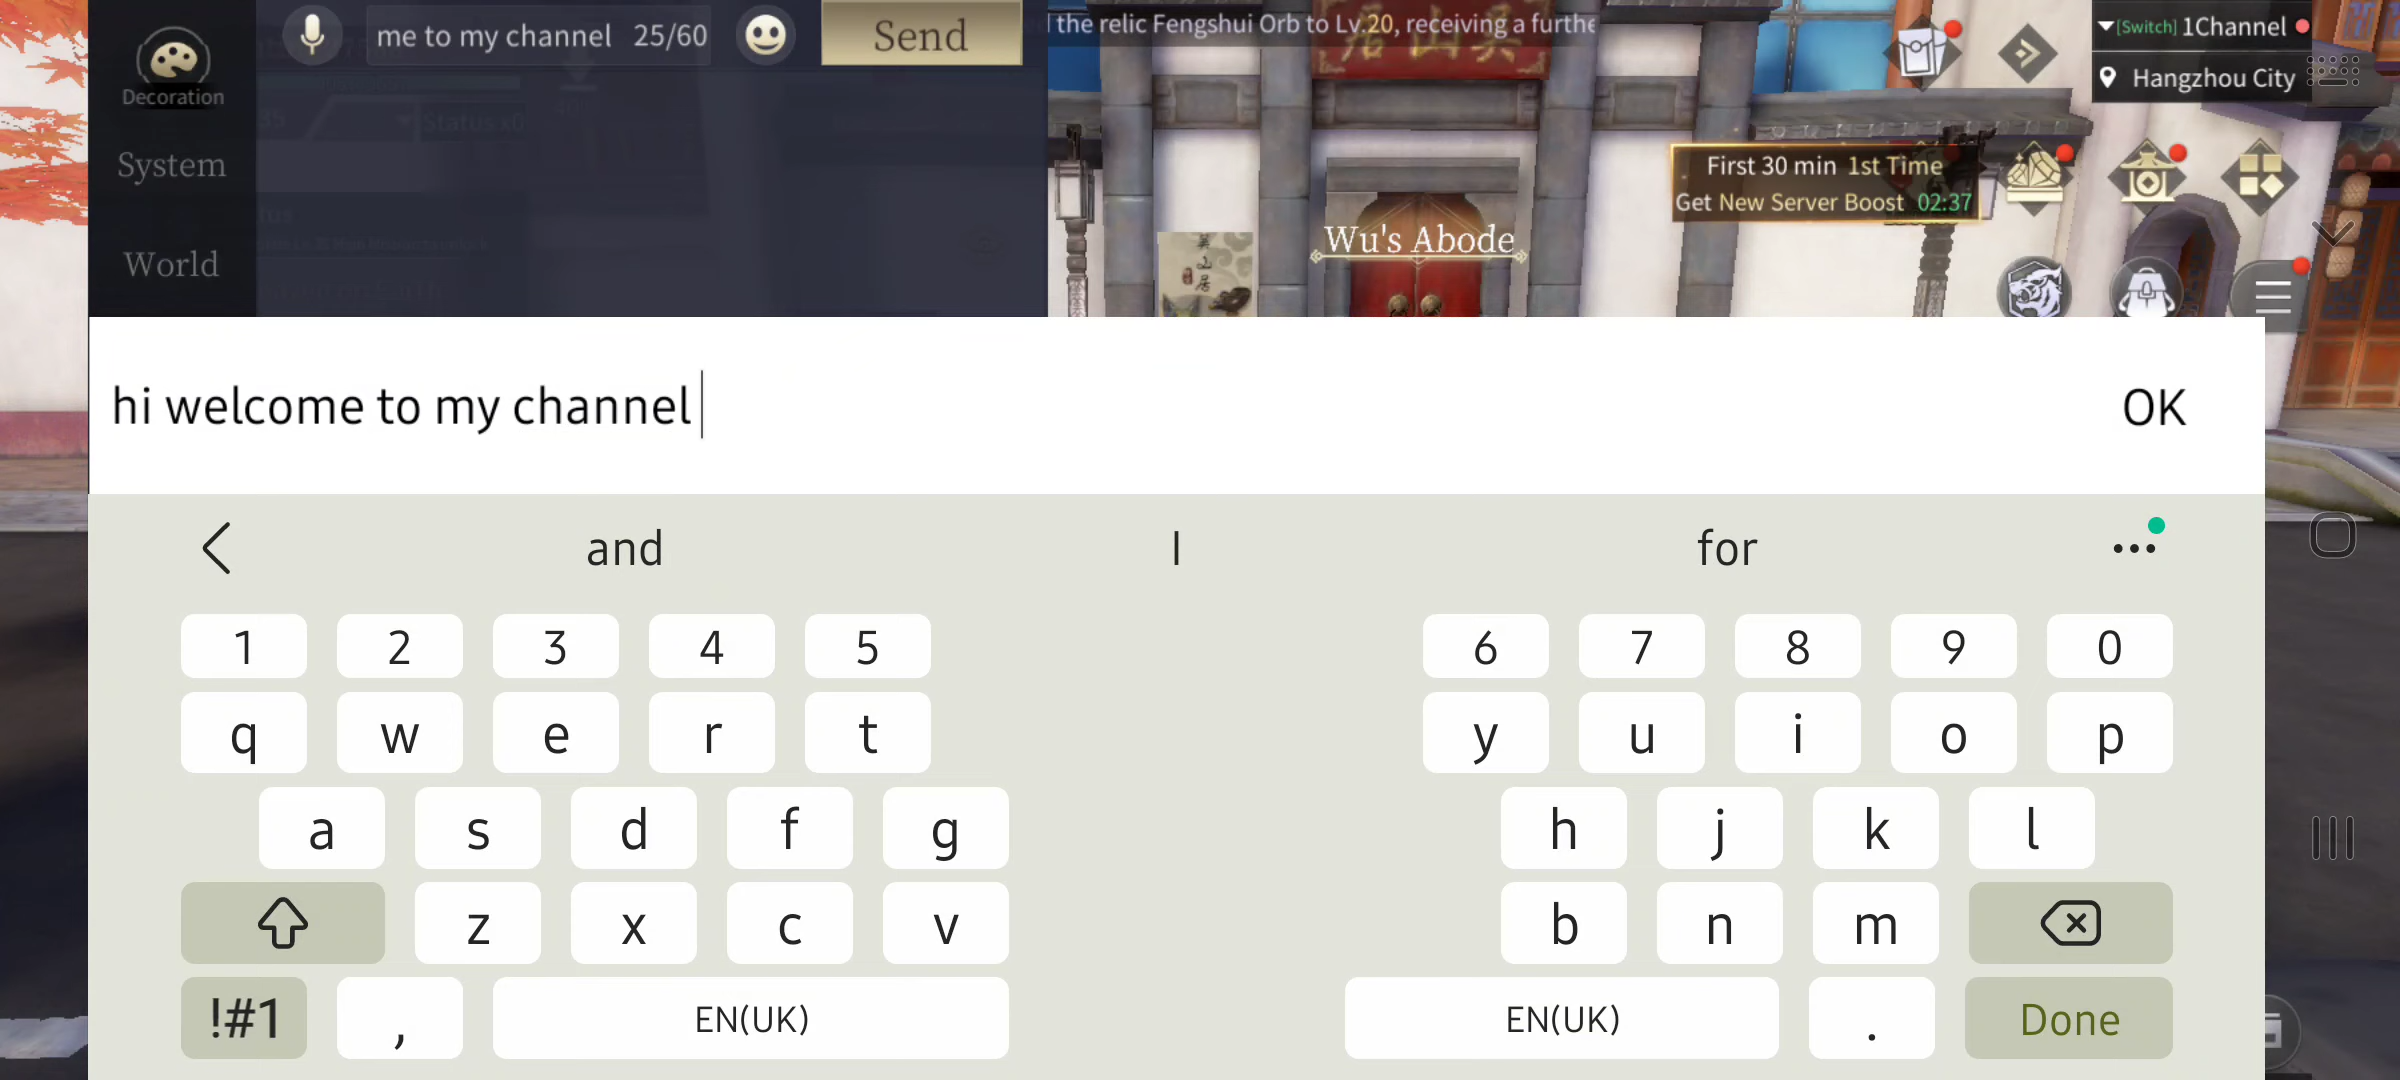 Decoration
System
World
me to my channel 25/60
Send
the relic Fengshui Orb to Lv.20, receiving a furthe
[Switch] 1Channel
Hangzhou City
First 30 min 1st Time
Get New Server Boost 02:37
Status x0
Wu's Abode
hi welcome to my channel
OK
and
I
for
1 2 3 4 5 6 7 8 9 0
q w e r t y u i o p
a s d f g h j k l
z x c v b n m
!#1 , EN(UK) EN(UK) . Done